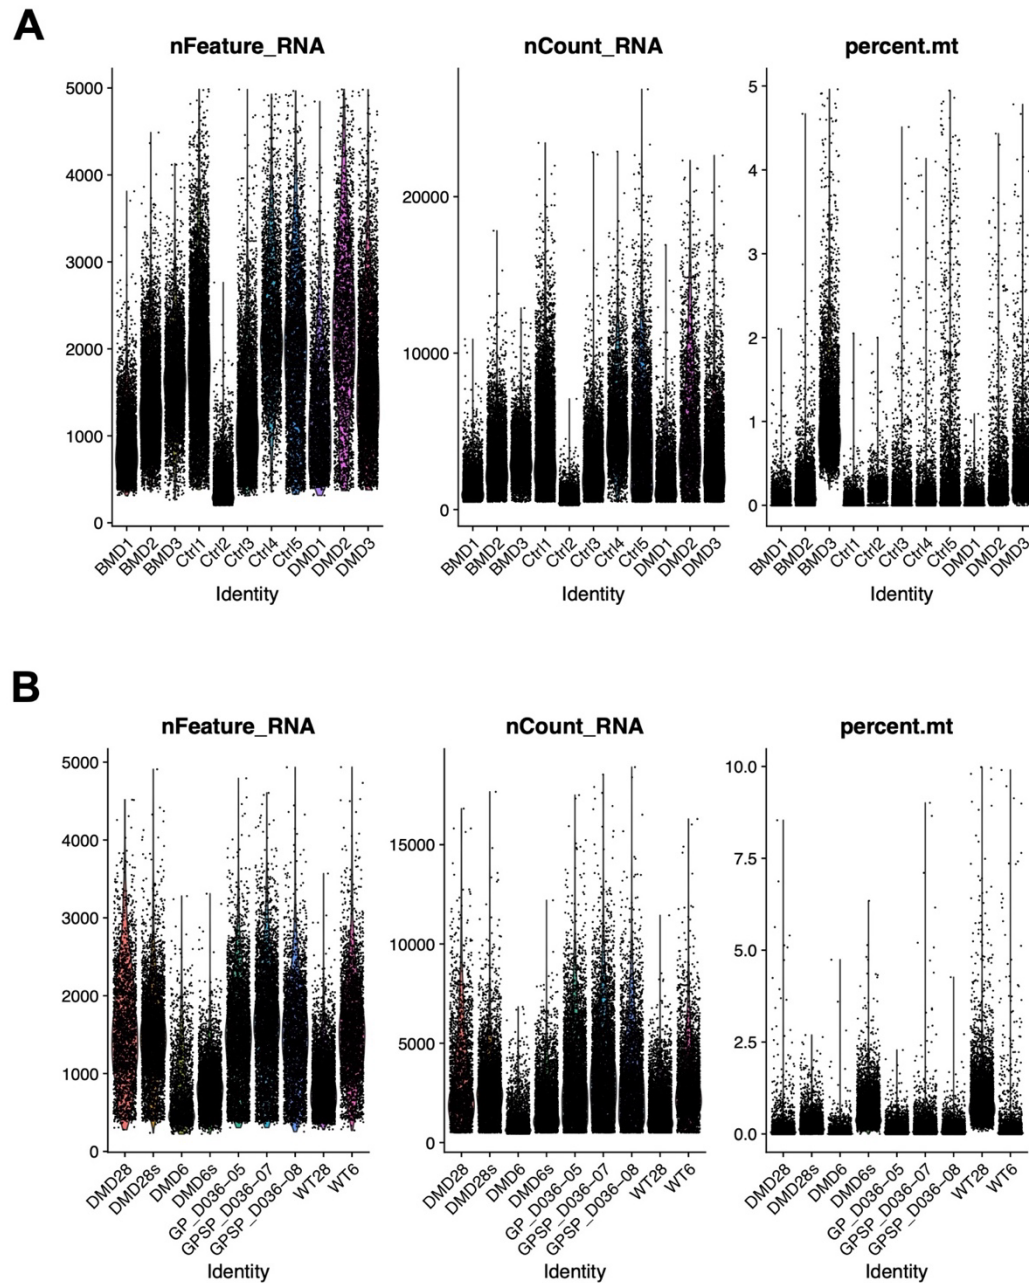 A
nFeature_RNA
5000
4000
3000
2000
1000
0
BMD1
BMD2
BMD3
Ctrl1
Ctrl2
Ctrl3
Ctrl4
Ctrl5
DMD1
DMD2
DMD3
Identity
nCount_RNA
20000
10000
0
BMD1
BMD2
BMD3
Ctrl1
Ctrl2
Ctrl3
Ctrl4
Ctrl5
DMD1
DMD2
DMD3
Identity
percent.mt
5
4
3
2
1
0
BMD1
BMD2
BMD3
Ctrl1
Ctrl2
Ctrl3
Ctrl4
Ctrl5
DMD1
DMD2
DMD3
Identity
B
nFeature_RNA
5000
4000
3000
2000
1000
0
DMD28
DMD28s
DMD6
DMD6s
GP_D036−05
GPSP_D036−07
GPSP_D036−08
WT28
WT6
Identity
nCount_RNA
15000
10000
5000
0
DMD28
DMD28s
DMD6
DMD6s
GP_D036−05
GPSP_D036−07
GPSP_D036−08
WT28
WT6
Identity
percent.mt
10.0
7.5
5.0
2.5
0.0
DMD28
DMD28s
DMD6
DMD6s
GP_D036−05
GPSP_D036−07
GPSP_D036−08
WT28
WT6
Identity